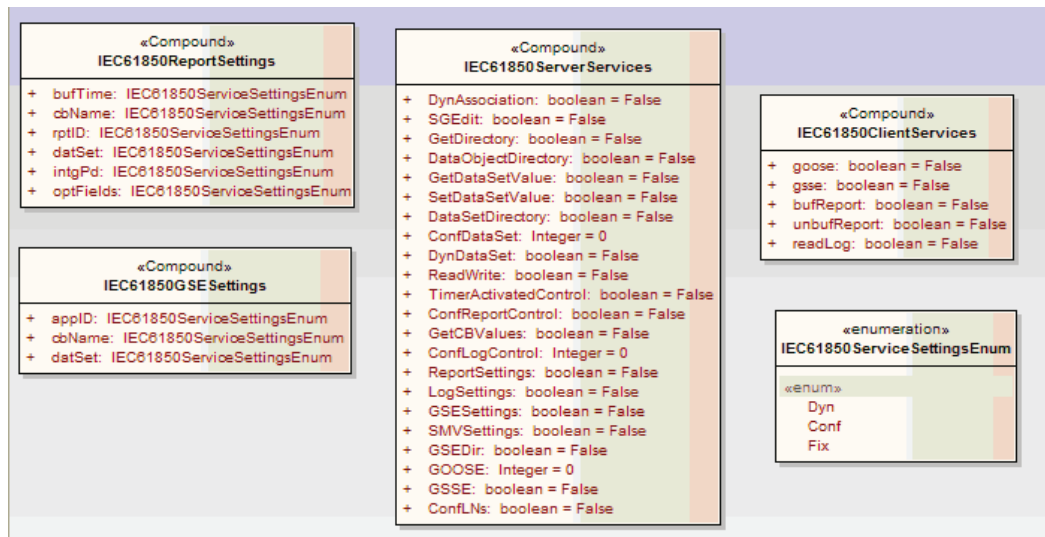 «Compound»
IEC61850ReportSettings
+ bufTime: IEC61850ServiceSettingsEnum
+ cbName: IEC61850ServiceSettingsEnum
+ rptID: IEC61850ServiceSettingsEnum
+ datSet: IEC61850ServiceSettingsEnum
+ intgPd: IEC61850ServiceSettingsEnum
+ optFields: IEC61850ServiceSettingsEnum
«Compound»
IEC61850GSESettings
+ appID: IEC61850ServiceSettingsEnum
+ cbName: IEC61850ServiceSettingsEnum
+ datSet: IEC61850ServiceSettingsEnum
«Compound»
IEC61850ServerServices
+ DynAssociation: boolean = False
+ SGEdit: boolean = False
+ GetDirectory: boolean = False
+ DataObjectDirectory: boolean = False
+ GetDataSetValue: boolean = False
+ SetDataSetValue: boolean = False
+ DataSetDirectory: boolean = False
+ ConfDataSet: Integer = 0
+ DynDataSet: boolean = False
+ ReadWrite: boolean = False
+ TimerActivatedControl: boolean = False
+ ConfReportControl: boolean = False
+ GetCBValues: boolean = False
+ ConfLogControl: Integer = 0
+ ReportSettings: boolean = False
+ LogSettings: boolean = False
+ GSESettings: boolean = False
+ SMVSettings: boolean = False
+ GSEDir: boolean = False
+ GOOSE: Integer = 0
+ GSSE: boolean = False
+ ConfLNs: boolean = False
«Compound»
IEC61850ClientServices
+ goose: boolean = False
+ gsse: boolean = False
+ bufReport: boolean = False
+ unbufReport: boolean = False
+ readLog: boolean = False
«enumeration»
IEC61850ServiceSettingsEnum
«enum»
Dyn
Conf
Fix